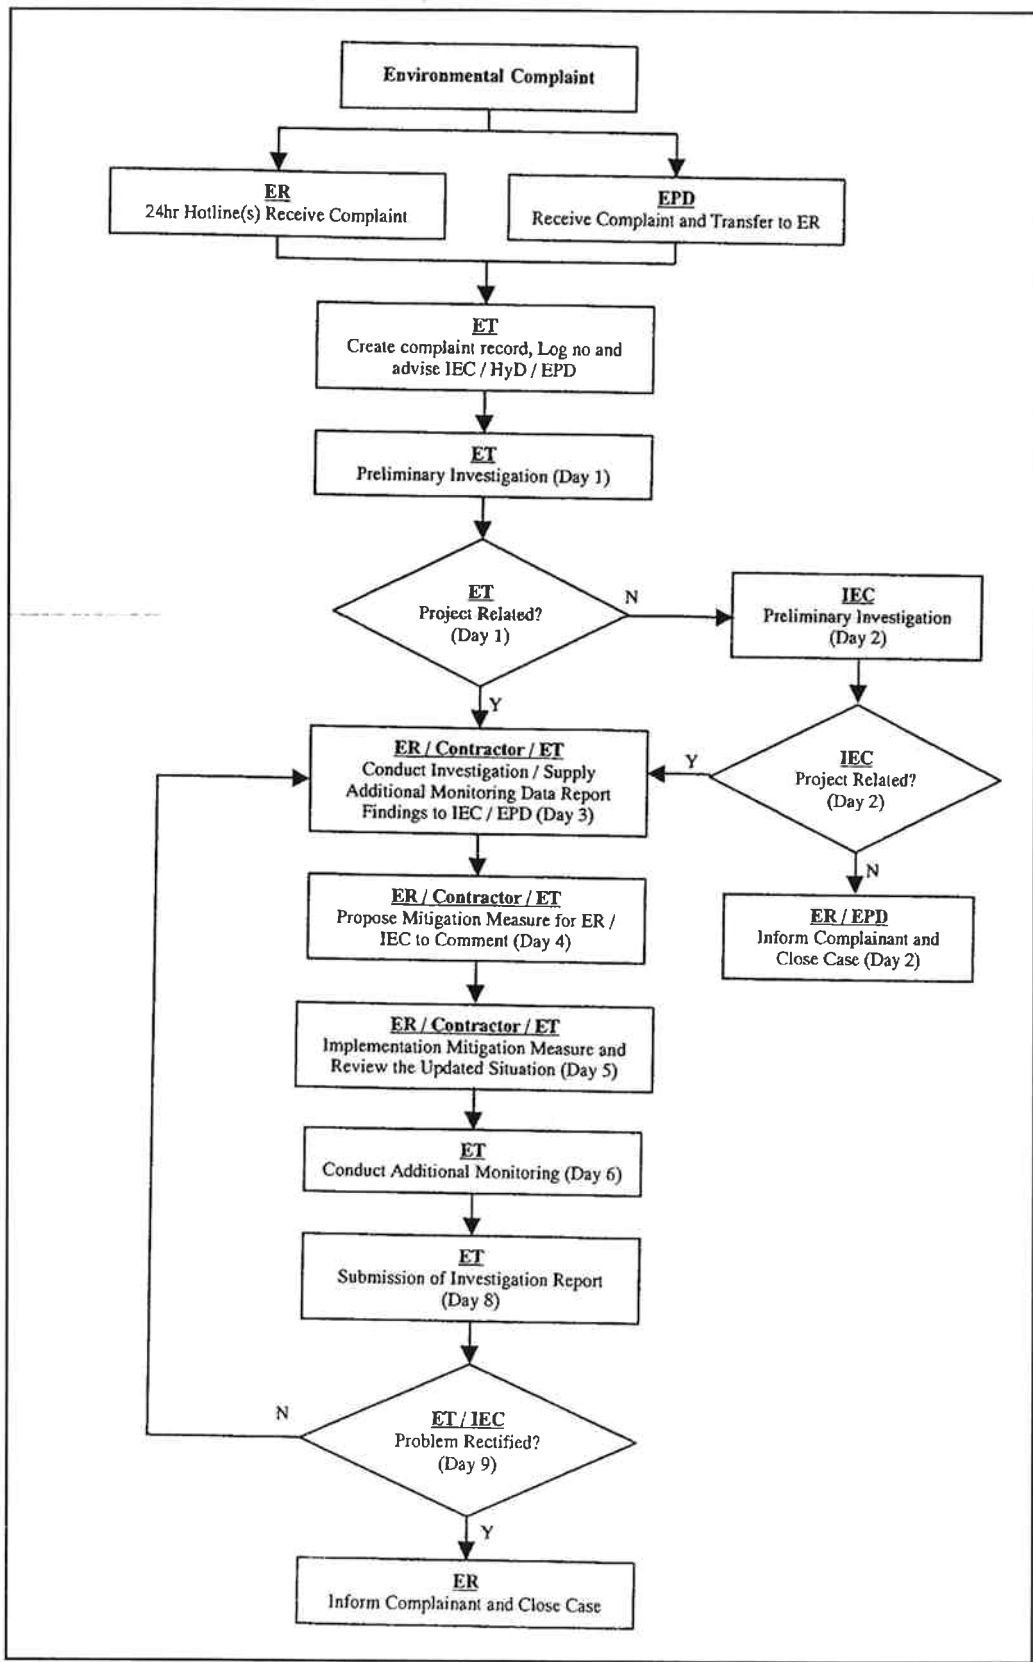 Environmental Complaint
ER
24hr Hotline(s) Receive Complaint
EPD
Receive Complaint and Transfer to ER
ET
Create complaint record, Log no and
advise IEC / HyD / EPD
ET
Preliminary Investigation (Day 1)
ET
Project Related?
(Day 1)
N
IEC
Preliminary Investigation
(Day 2)
Y
ER / Contractor / ET
Conduct Investigation / Supply
Additional Monitoring Data Report
Findings to IEC / EPD (Day 3)
Y
IEC
Project Related?
(Day 2)
N
ER / Contractor / ET
Propose Mitigation Measure for ER /
IEC to Comment (Day 4)
ER / EPD
Inform Complainant and
Close Case (Day 2)
ER / Contractor / ET
Implementation Mitigation Measure and
Review the Updated Situation (Day 5)
ET
Conduct Additional Monitoring (Day 6)
ET
Submission of Investigation Report
(Day 8)
N
ET / IEC
Problem Rectified?
(Day 9)
Y
ER
Inform Complainant and Close Case